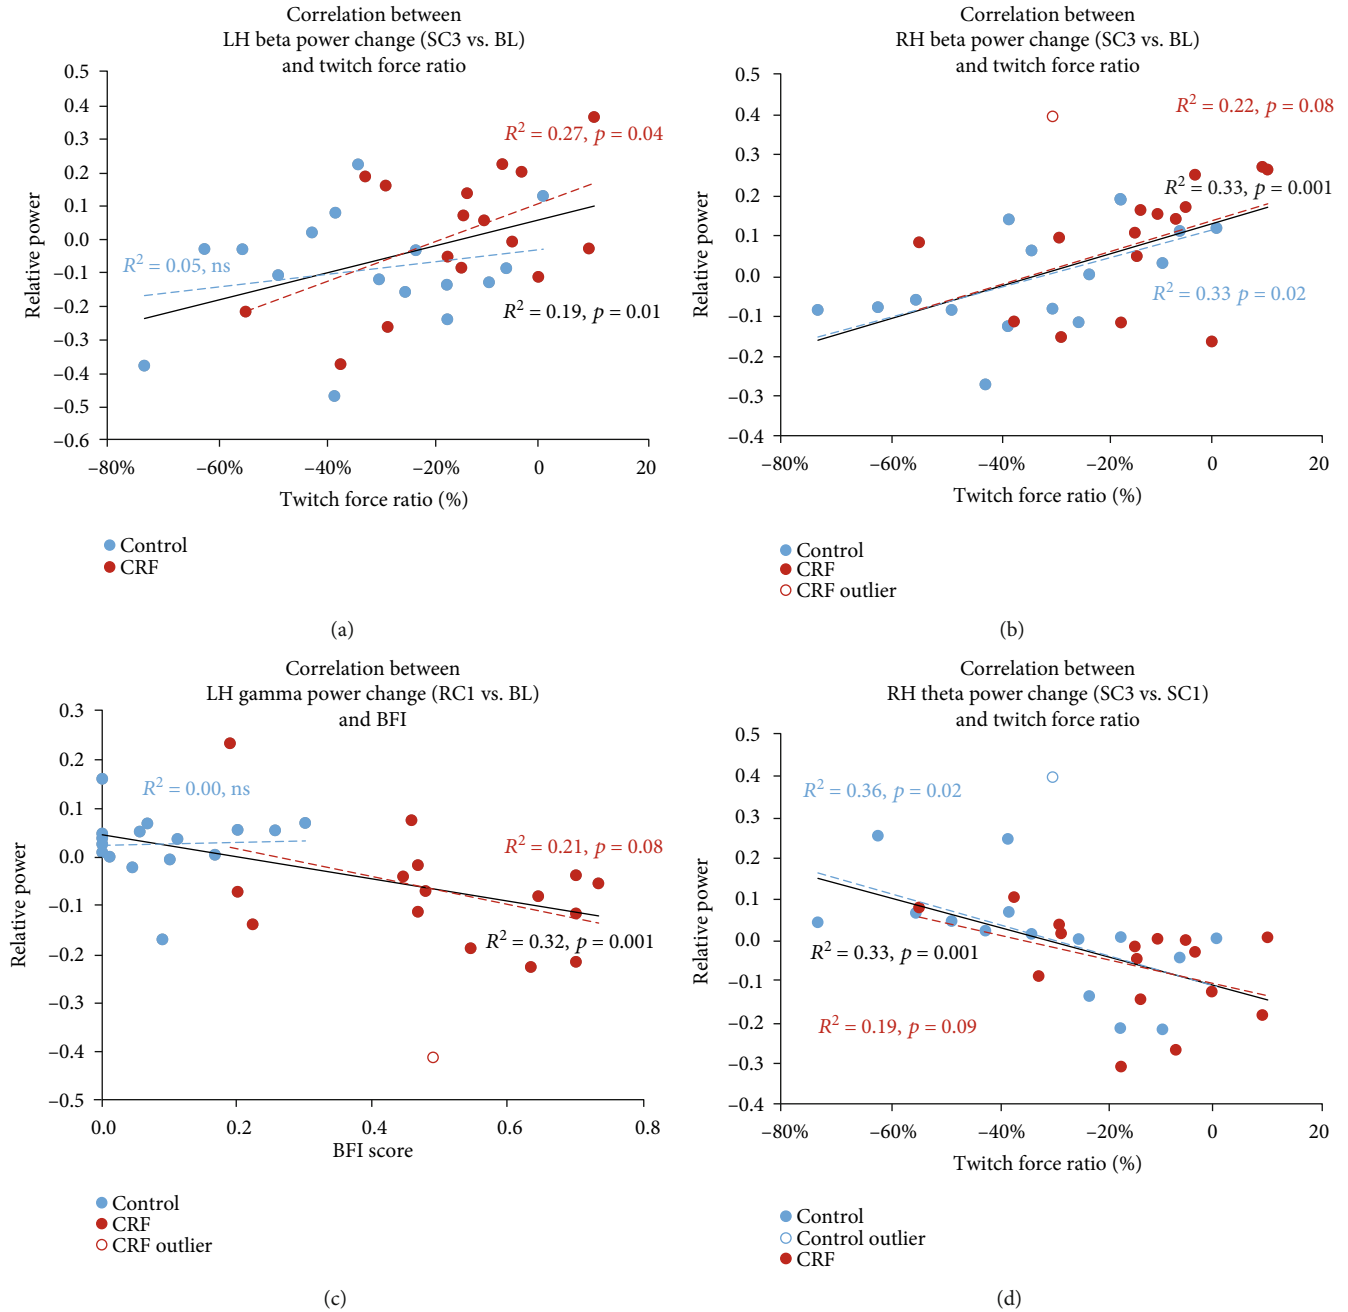 Correlation between
LH beta power change (SC3 vs. BL)
and twitch force ratio
0.5
0.4
0.3
0.2
0.1
0.0
–0.1
–0.2
–0.3
–0.4
–0.5
–0.6
Relative power
R² = 0.27, p = 0.04
R² = 0.05, ns
R² = 0.19, p = 0.01
–80%
–60%
–40%
–20%
0
20
Twitch force ratio (%)
Control
CRF
(a)
Correlation between
RH beta power change (SC3 vs. BL)
and twitch force ratio
0.5
0.4
0.3
0.2
0.1
0.0
–0.1
–0.2
–0.3
–0.4
Relative power
R² = 0.22, p = 0.08
R² = 0.33, p = 0.001
R² = 0.33 p = 0.02
–80%
–60%
–40%
–20%
0
20
Twitch force ratio (%)
Control
CRF
CRF outlier
(b)
Correlation between
LH gamma power change (RC1 vs. BL)
and BFI
0.3
0.2
0.1
0.0
–0.1
–0.2
–0.3
–0.4
–0.5
Relative power
R² = 0.00, ns
R² = 0.21, p = 0.08
R² = 0.32, p = 0.001
0.0
0.2
0.4
0.6
0.8
BFI score
Control
CRF
CRF outlier
(c)
Correlation between
RH theta power change (SC3 vs. SC1)
and twitch force ratio
0.5
0.4
0.3
0.2
0.1
0.0
–0.1
–0.2
–0.3
–0.4
Relative power
R² = 0.36, p = 0.02
R² = 0.33, p = 0.001
R² = 0.19, p = 0.09
–80%
–60%
–40%
–20%
0
20
Twitch force ratio (%)
Control
Control outlier
CRF
(d)